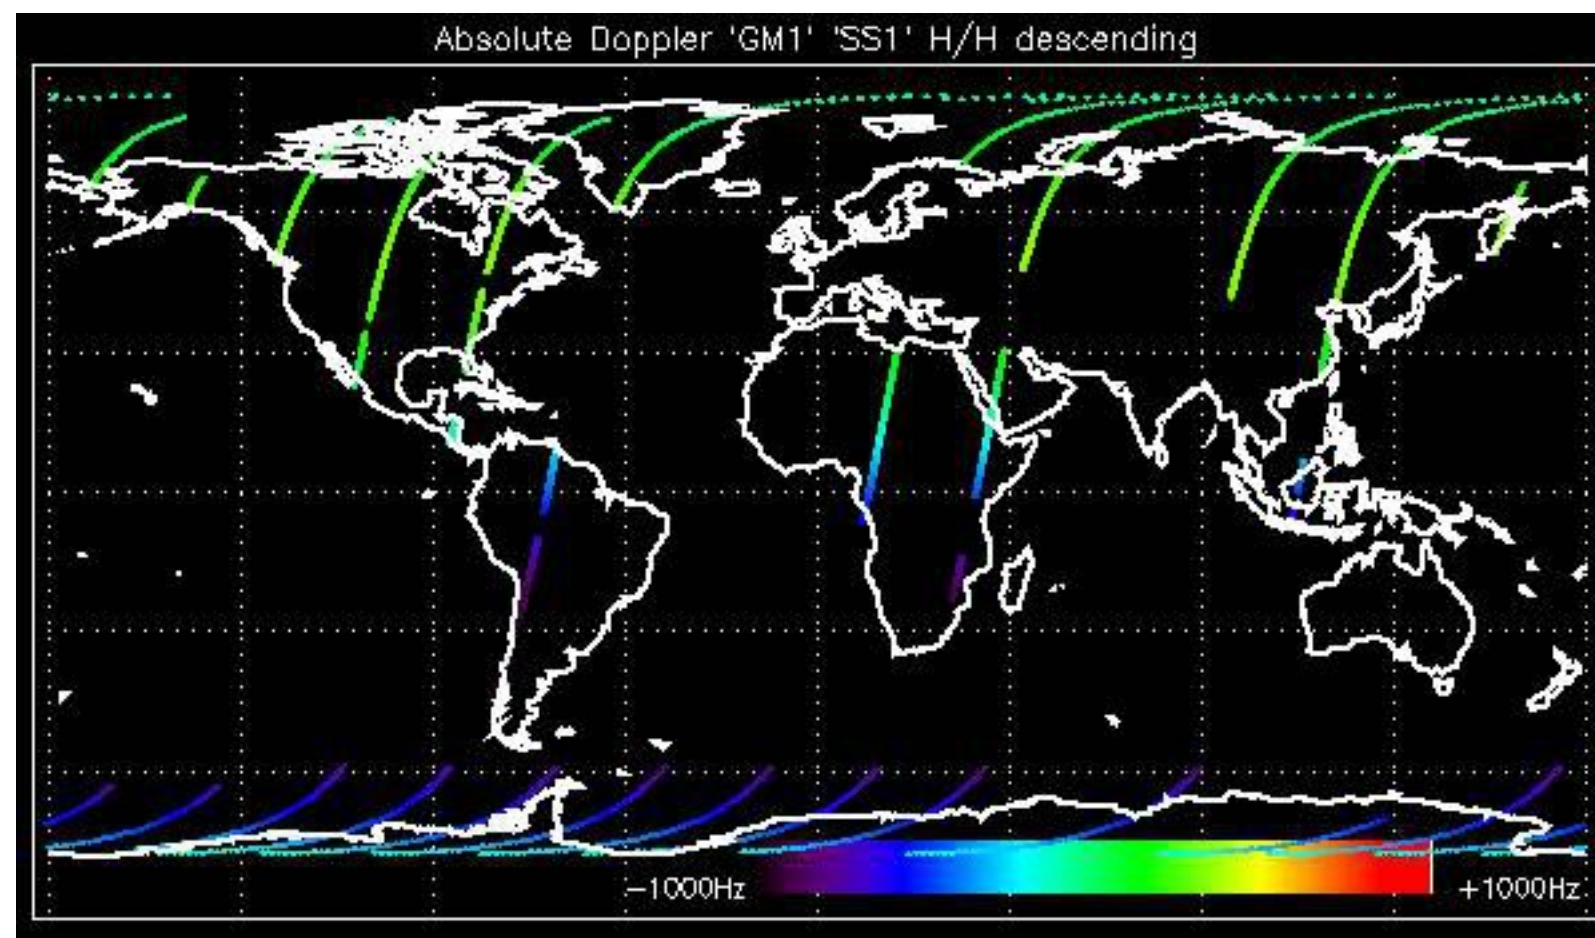 Absolute Doppler 'GM1' 'SS1' H/H descending
−1000Hz
+1000Hz